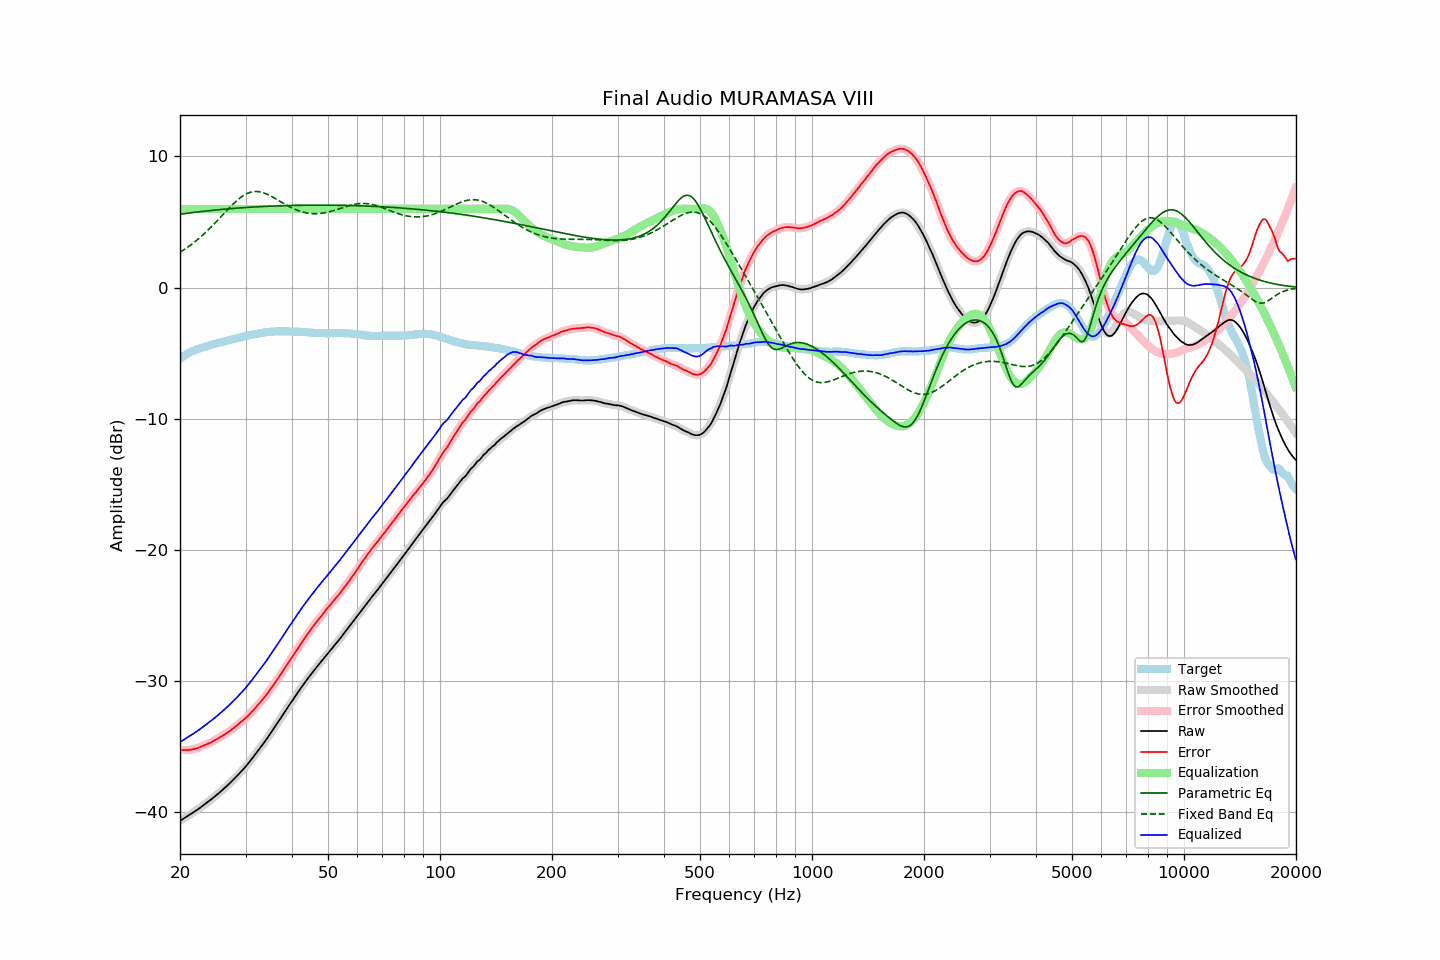 Final Audio MURAMASA VIII
10
0
−10
−20
−30
−40
Amplitude (dBr)
20
50
100
200
500
1000
2000
5000
10000
20000
Frequency (Hz)
Target
Raw Smoothed
Error Smoothed
Raw
Error
Equalization
Parametric Eq
Fixed Band Eq
Equalized